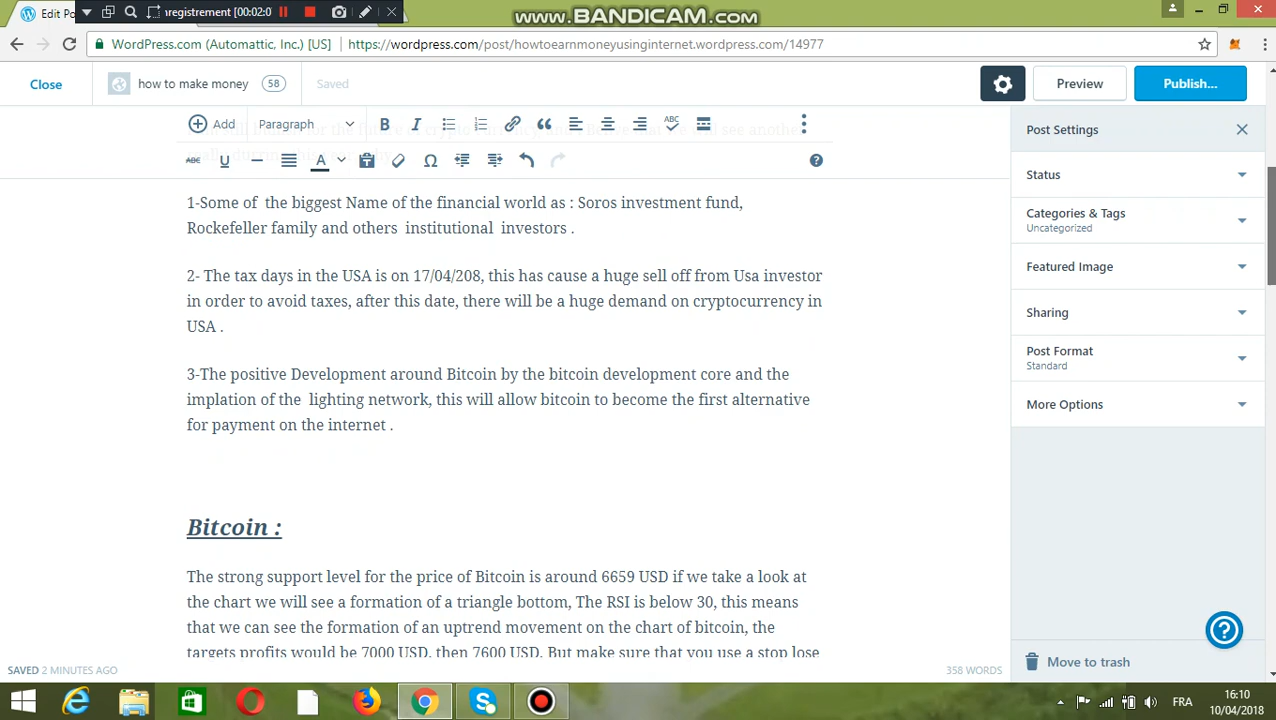 www.BANDICAM.com
Edit Po
registrement [00:02:0
WordPress.com (Automattic, Inc.) [US]
https://wordpress.com/post/howtoearnmoneyusinginternet.wordpress.com/14977
Close
how to make money
58
Saved
Preview
Publish...
Add
Paragraph
B
I
ABC
ABC
U
A
Ω
1-Some of the biggest Name of the financial world as : Soros investment fund,
Rockefeller family and others institutional investors .
2- The tax days in the USA is on 17/04/208, this has cause a huge sell off from Usa investor
in order to avoid taxes, after this date, there will be a huge demand on cryptocurrency in
USA .
3-The positive Development around Bitcoin by the bitcoin development core and the
implation of the lighting network, this will allow bitcoin to become the first alternative
for payment on the internet .
Bitcoin :
The strong support level for the price of Bitcoin is around 6659 USD if we take a look at
the chart we will see a formation of a triangle bottom, The RSI is below 30, this means
that we can see the formation of an uptrend movement on the chart of bitcoin, the
targets profits would be 7000 USD, then 7600 USD. But make sure that you use a stop lose
SAVED 2 MINUTES AGO
358 WORDS
Post Settings
Status
Categories & Tags
Uncategorized
Featured Image
Sharing
Post Format
Standard
More Options
Move to trash
FRA
16:10
10/04/2018